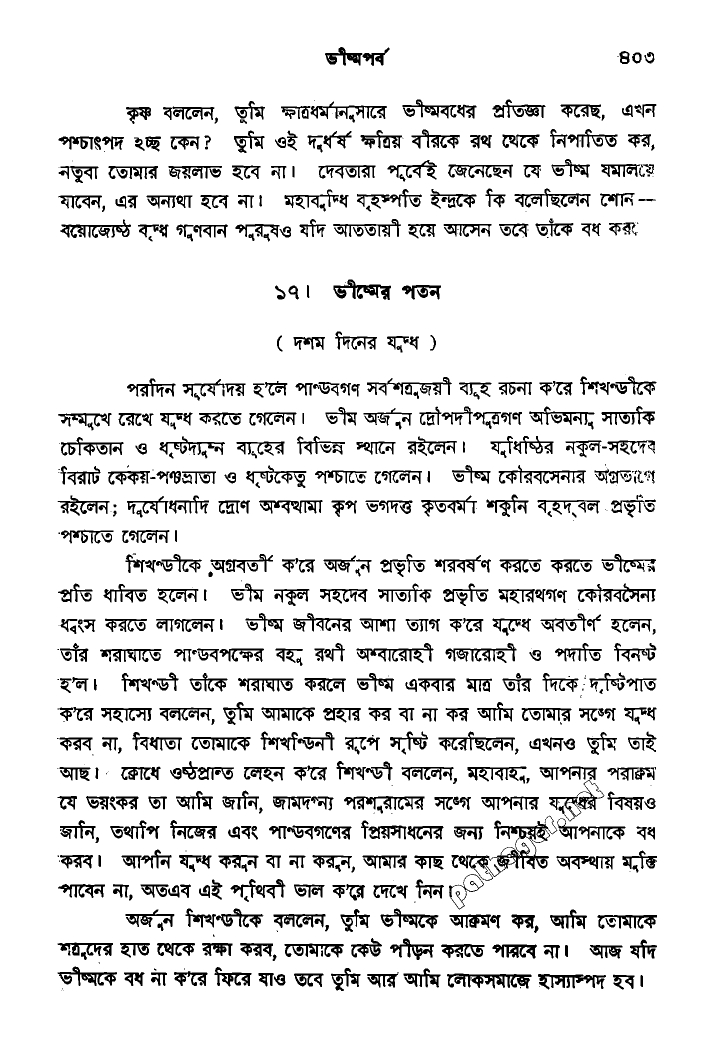 ভীষ্মপর্ব ৪০৩
কৃষ্ণ বললেন, তুমি ক্ষাত্রধর্মানুসারে ভীষ্মবধের প্রতিজ্ঞা করেছ, এখন
পশ্চাৎপদ হচ্ছ কেন? তুমি ওই দুর্ধর্ষ ক্ষত্রিয় বীরকে রথ থেকে নিপাতিত কর,
নতুবা তোমার জয়লাভ হবে না। দেবতারা পূর্বেই জেনেছেন যে ভীষ্ম যমালয়ে
যাবেন, এর অন্যথা হবে না। মহাবুদ্ধি বৃহস্পতি ইন্দ্রকে কি বলেছিলেন শোন —
বয়োজ্যেষ্ঠ বৃদ্ধ গুণবান পুরুষও যদি আততায়ী হয়ে আসেন তবে তাঁকে বধ করবে
১৭। ভীষ্মের পতন
( দশম দিনের যুদ্ধ )
পরদিন সূর্যোদয় হ'লে পাণ্ডবগণ সর্বশত্রুজয়ী ব্যূহ রচনা ক'রে শিখণ্ডীকে
সম্মুখে রেখে যুদ্ধ করতে গেলেন। ভীম অর্জুন দ্রৌপদীপুত্রগণ অভিমন্যু সাত্যকি
চেকিতান ও ধৃষ্টদ্যুম্ন ব্যূহের বিভিন্ন স্থানে রইলেন। যুধিষ্ঠির নকুল-সহদেব
বিরাট কেকয়-পঞ্চভ্রাতা ও ধৃষ্টকেতু পশ্চাতে গেলেন। ভীষ্ম কৌরবসেনার অগ্রভাগে
রইলেন; দুর্যোধনাদি দ্রোণ অশ্বত্থামা কৃপ ভগদত্ত কৃতবর্মা শকুনি বৃহদ্‌বল প্রভৃতি
পশ্চাতে গেলেন।
শিখণ্ডীকে অগ্রবর্তী ক'রে অর্জুন প্রভৃতি শরবর্ষণ করতে করতে ভীষ্মের
প্রতি ধাবিত হলেন। ভীম নকুল সহদেব সাত্যকি প্রভৃতি মহারথগণ কৌরবসৈন্য
ধ্বংস করতে লাগলেন। ভীষ্ম জীবনের আশা ত্যাগ ক'রে যুদ্ধে অবতীর্ণ হলেন,
তাঁর শরাঘাতে পাণ্ডবপক্ষের বহু রথী অশ্বারোহী গজারোহী ও পদাতি বিনষ্ট
হ'ল। শিখণ্ডী তাঁকে শরাঘাত করলে ভীষ্ম একবার মাত্র তাঁর দিকে দৃষ্টিপাত
ক'রে সহাস্যে বললেন, তুমি আমাকে প্রহার কর বা না কর আমি তোমার সঙ্গে যুদ্ধ
করব না, বিধাতা তোমাকে শিখণ্ডিনী রূপে সৃষ্টি করেছিলেন, এখনও তুমি তাই
আছ। ক্রোধে ওষ্ঠপ্রান্ত লেহন ক'রে শিখণ্ডী বললেন, মহাবাহু, আপনার পরাক্রম
যে ভয়ংকর তা আমি জানি, জামদগ্ন্য পরশুরামের সঙ্গে আপনার যুদ্ধের বিষয়ও
জানি, তথাপি নিজের এবং পাণ্ডবগণের প্রিয়সাধনের জন্য নিশ্চয়ই আপনাকে বধ
করব। আপনি যুদ্ধ করুন বা না করুন, আমার কাছ থেকে জীবিত অবস্থায় মুক্তি
পাবেন না, অতএব এই পৃথিবী ভাল ক'রে দেখে নিন।
অর্জুন শিখণ্ডীকে বললেন, তুমি ভীষ্মকে আক্রমণ কর, আমি তোমাকে
শত্রুদের হাত থেকে রক্ষা করব, তোমাকে কেউ পীড়ন করতে পারবে না। আজ যদি
ভীষ্মকে বধ না ক'রে ফিরে যাও তবে তুমি আর আমি লোকসমাজে হাস্যাস্পদ হব।